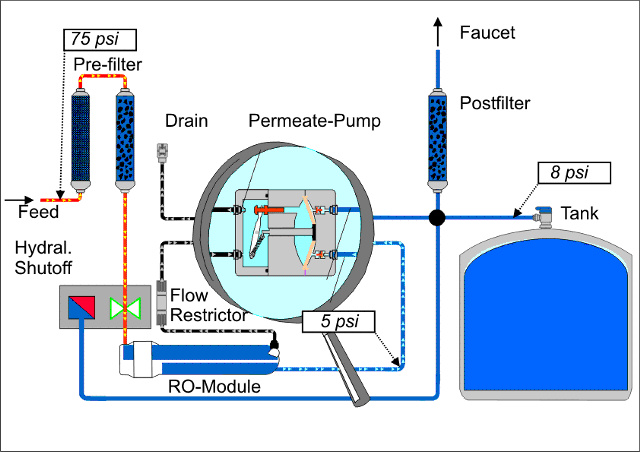 75 psi
Pre-filter
Faucet
Postfilter
Drain
Permeate-Pump
8 psi
Feed
Tank
Hydral.
Shutoff
Flow
Restrictor
5 psi
RO-Module